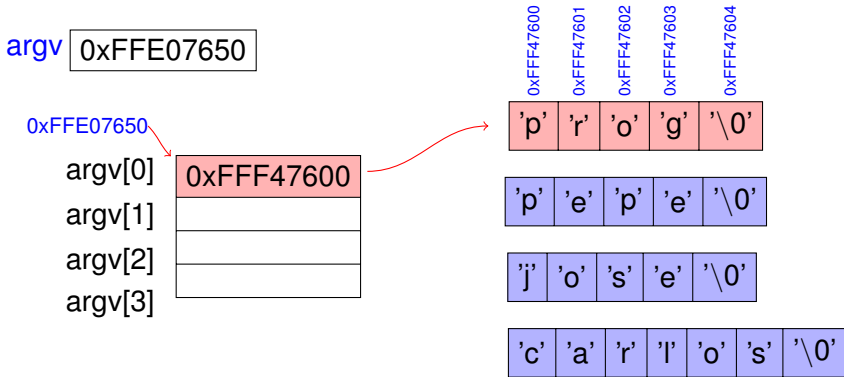 argv 0xFFE07650
0xFFE07650
argv[0] 0xFFF47600
argv[1]
argv[2]
argv[3]
0xFFF47600 0xFFF47601 0xFFF47602 0xFFF47603 0xFFF47604
'p' 'r' 'o' 'g' '\0'
'p' 'e' 'p' 'e' '\0'
'j' 'o' 's' 'e' '\0'
'c' 'a' 'r' 'l' 'o' 's' '\0'